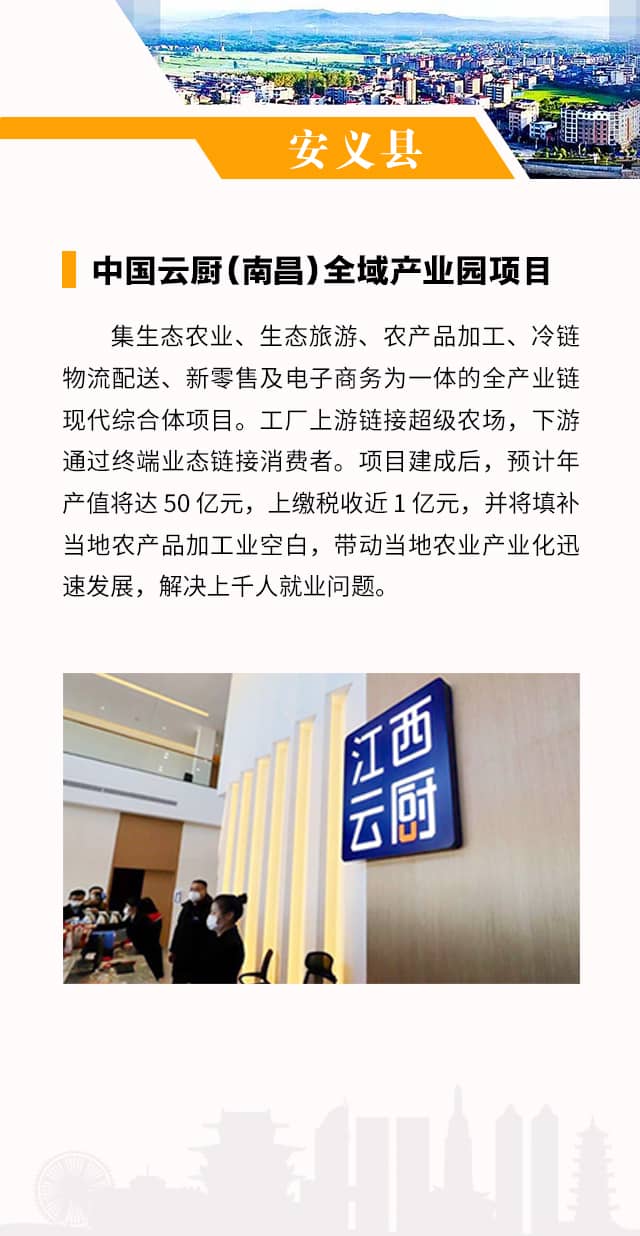 安义县
中国云厨(南昌)全域产业园项目
集生态农业、生态旅游、农产品加工、冷链
物流配送、新零售及电子商务为一体的全产业链
现代综合体项目。工厂上游链接超级农场，下游
通过终端业态链接消费者。项目建成后，预计年
产值将达 50 亿元，上缴税收近 1 亿元，并将填补
当地农产品加工业空白，带动当地农业产业化迅
速发展，解决上千人就业问题。
江西
云厨